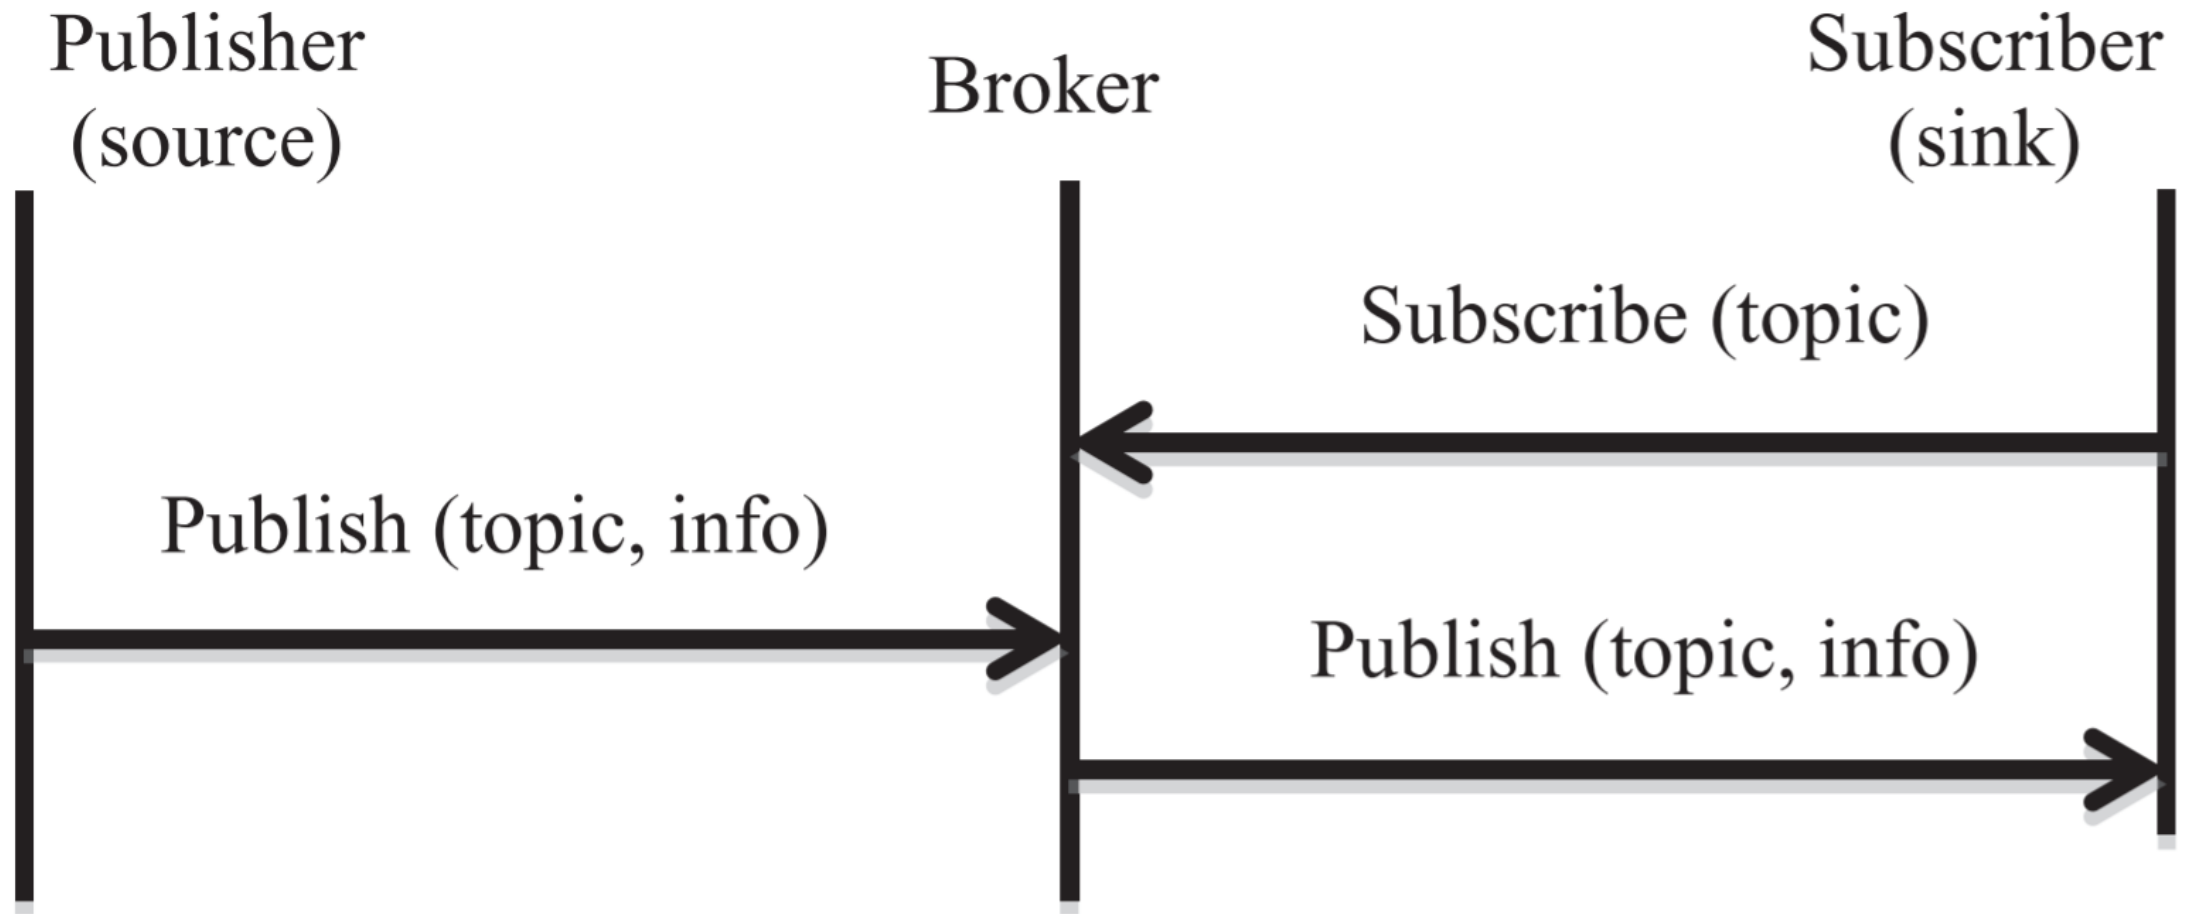 Publisher
(source)
Broker
Subscriber
(sink)
Subscribe (topic)
Publish (topic, info)
Publish (topic, info)